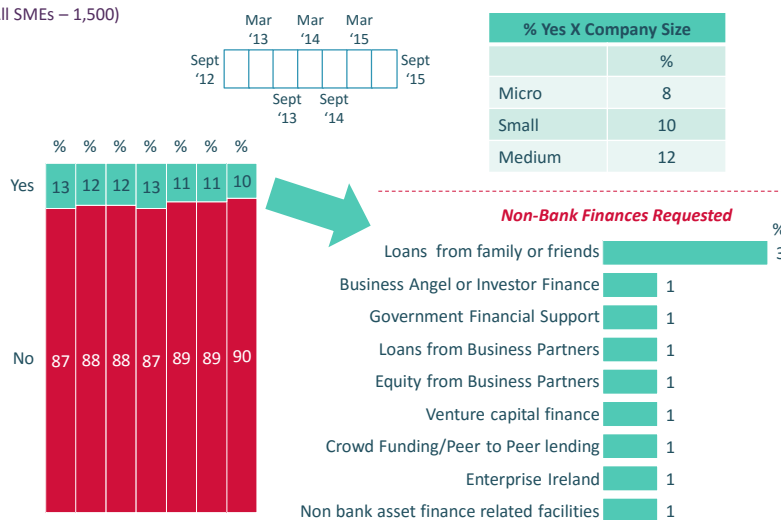 ll SMEs – 1,500)
Mar Mar Mar
‘13 ‘14 ‘15
Sept Sept
‘12 ‘15
Sept Sept
‘13 ‘14
% Yes X Company Size
%
Micro 8
Small 10
Medium 12
% % % % % % %
Yes 13 12 12 13 11 11 10
No 87 88 88 87 89 89 90
Non-Bank Finances Requested
%
Loans from family or friends 3
Business Angel or Investor Finance 1
Government Financial Support 1
Loans from Business Partners 1
Equity from Business Partners 1
Venture capital finance 1
Crowd Funding/Peer to Peer lending 1
Enterprise Ireland 1
Non bank asset finance related facilities 1